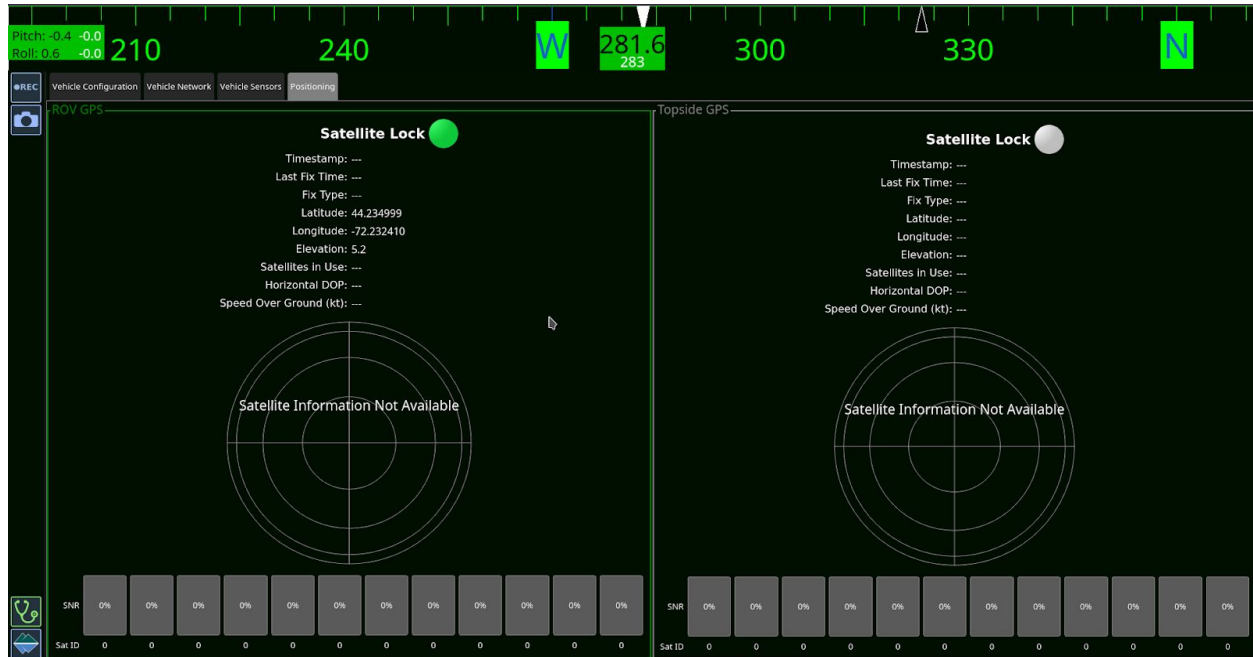 Pitch: -0.4 -0.0
Roll: 0.6 -0.0
210 240 W 281.6 300 330 N
283
●REC
Vehicle Configuration Vehicle Network Vehicle Sensors Positioning
ROV GPS
Satellite Lock
Timestamp: ---
Last Fix Time: ---
Fix Type: ---
Latitude: 44.234999
Longitude: -72.232410
Elevation: 5.2
Satellites in Use: ---
Horizontal DOP: ---
Speed Over Ground (kt): ---
Satellite Information Not Available
SNR 0% 0% 0% 0% 0% 0% 0% 0% 0% 0% 0% 0%
Sat ID 0 0 0 0 0 0 0 0 0 0 0 0
Topside GPS
Satellite Lock
Timestamp: ---
Last Fix Time: ---
Fix Type: ---
Latitude: ---
Longitude: ---
Elevation: ---
Satellites in Use: ---
Horizontal DOP: ---
Speed Over Ground (kt): ---
Satellite Information Not Available
SNR 0% 0% 0% 0% 0% 0% 0% 0% 0% 0% 0% 0%
Sat ID 0 0 0 0 0 0 0 0 0 0 0 0